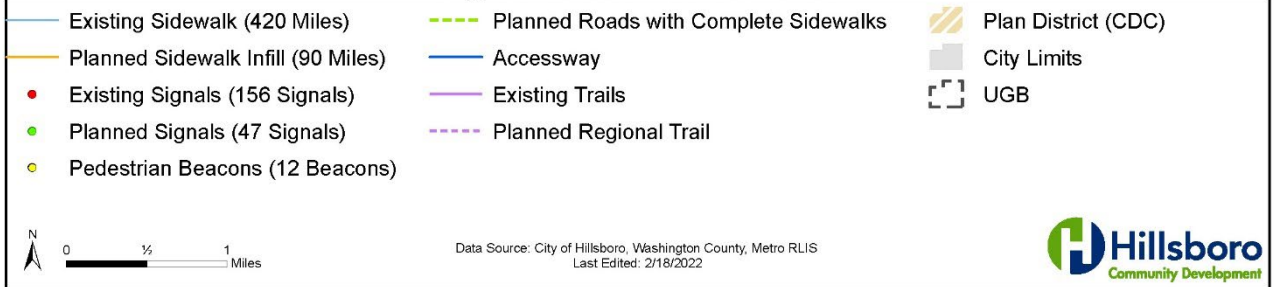 Existing Sidewalk (420 Miles)
Planned Sidewalk Infill (90 Miles)
Existing Signals (156 Signals)
Planned Signals (47 Signals)
Pedestrian Beacons (12 Beacons)
Planned Roads with Complete Sidewalks
Accessway
Existing Trails
Planned Regional Trail
Plan District (CDC)
City Limits
UGB
N
0 ½ 1
Miles
Data Source: City of Hillsboro, Washington County, Metro RLIS
Last Edited: 2/18/2022
H Hillsboro
Community Development